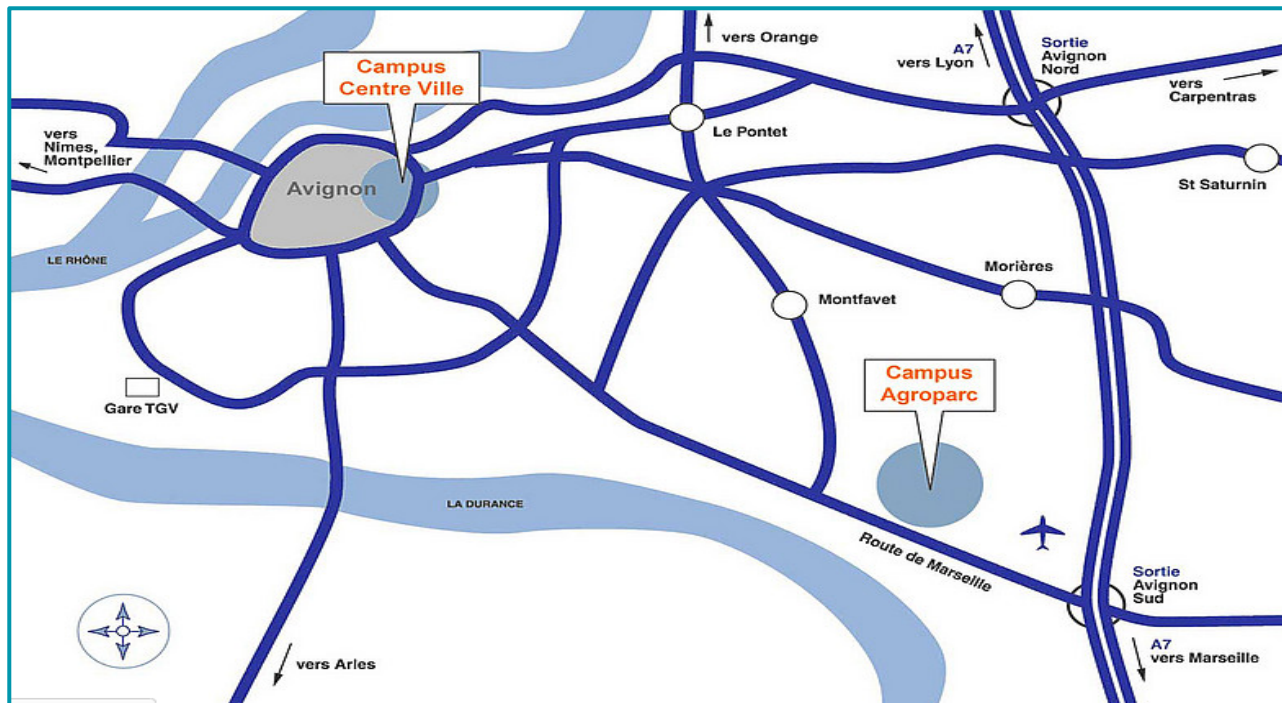 vers Orange
A7
vers Lyon
Sortie
Avignon
Nord
vers
Carpentras
Campus
Centre Ville
vers
Nîmes,
Montpellier
Le Pontet
St Saturnin
Avignon
LE RHÔNE
Morières
Montfavet
Campus
Agroparc
Gare TGV
LA DURANCE
Route de Marseille
Sortie
Avignon
Sud
A7
vers Marseille
vers Arles